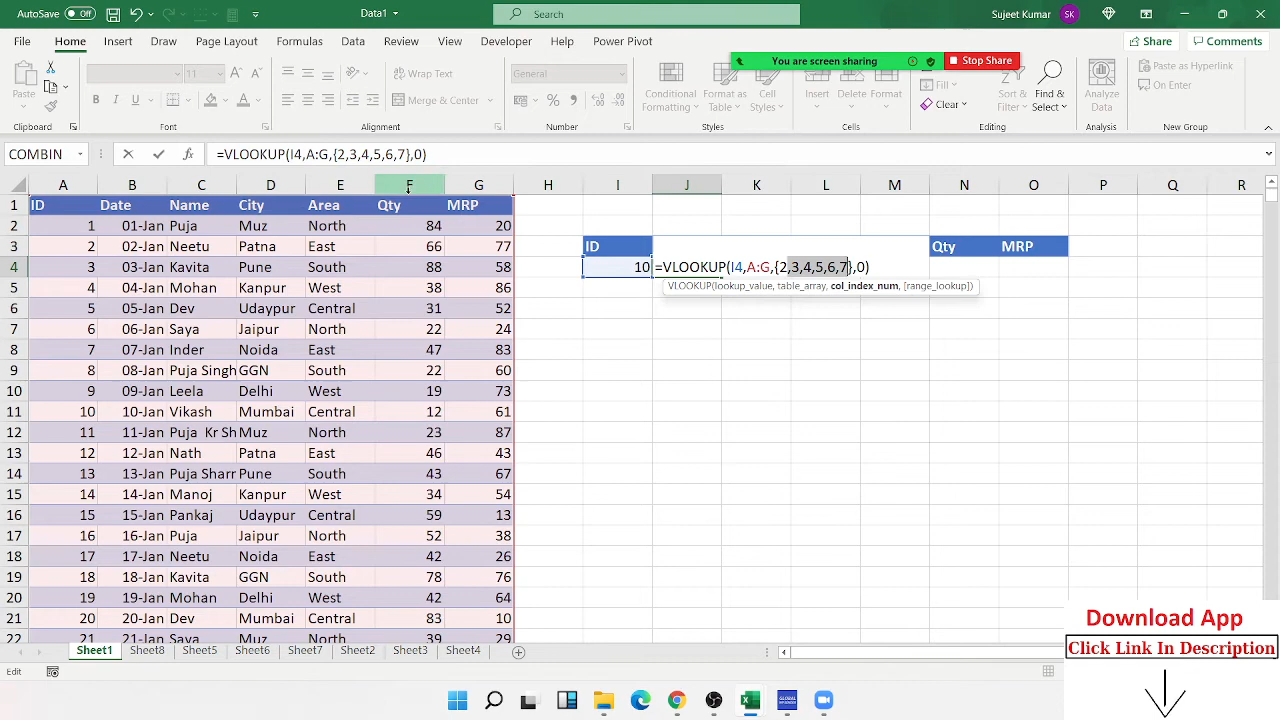 AutoSave Off Data1 Search Sujeet Kumar SK
File Home Insert Draw Page Layout Formulas Data Review View Developer Help Power Pivot Share Comments
You are screen sharing Stop Share
Paste 11 Wrap Text General Conditional Formatting Format as Table Cell Styles Insert Delete Format Fill Clear Sort & Filter Find & Select Analyze Data Paste as Hyperlink On Enter
B I U Merge & Center
Clipboard Font Alignment Number Styles Cells Editing Analysis New Group
COMBIN =VLOOKUP(I4,A:G,{2,3,4,5,6,7},0)
A B C D E F G H I J K L M N O P Q R
1 ID Date Name City Area Qty MRP
2 1 01-Jan Puja Muz North 84 20
3 2 02-Jan Neetu Patna East 66 77 ID Qty MRP
4 3 03-Jan Kavita Pune South 88 58 10 =VLOOKUP(I4,A:G,{2,3,4,5,6,7},0)
VLOOKUP(lookup_value, table_array, col_index_num, [range_lookup])
5 4 04-Jan Mohan Kanpur West 38 86
6 5 05-Jan Dev Udaypur Central 31 52
7 6 06-Jan Saya Jaipur North 22 24
8 7 07-Jan Inder Noida East 47 83
9 8 08-Jan Puja Singh GGN South 22 60
10 9 09-Jan Leela Delhi West 19 73
11 10 10-Jan Vikash Mumbai Central 12 61
12 11 11-Jan Puja Kr Sh Muz North 23 87
13 12 12-Jan Nath Patna East 46 43
14 13 13-Jan Puja Sharr Pune South 43 67
15 14 14-Jan Manoj Kanpur West 34 54
16 15 15-Jan Pankaj Udaypur Central 59 13
17 16 16-Jan Puja Jaipur North 52 38
18 17 17-Jan Neetu Noida East 42 26
19 18 18-Jan Kavita GGN South 78 76
20 19 19-Jan Mohan Delhi West 42 64
21 20 20-Jan Dev Mumbai Central 83 10
22 21 21-Jan Saya Muz North 39 29
Download App
Click Link In Description
Sheet1 Sheet8 Sheet5 Sheet6 Sheet7 Sheet2 Sheet3 Sheet4
Edit